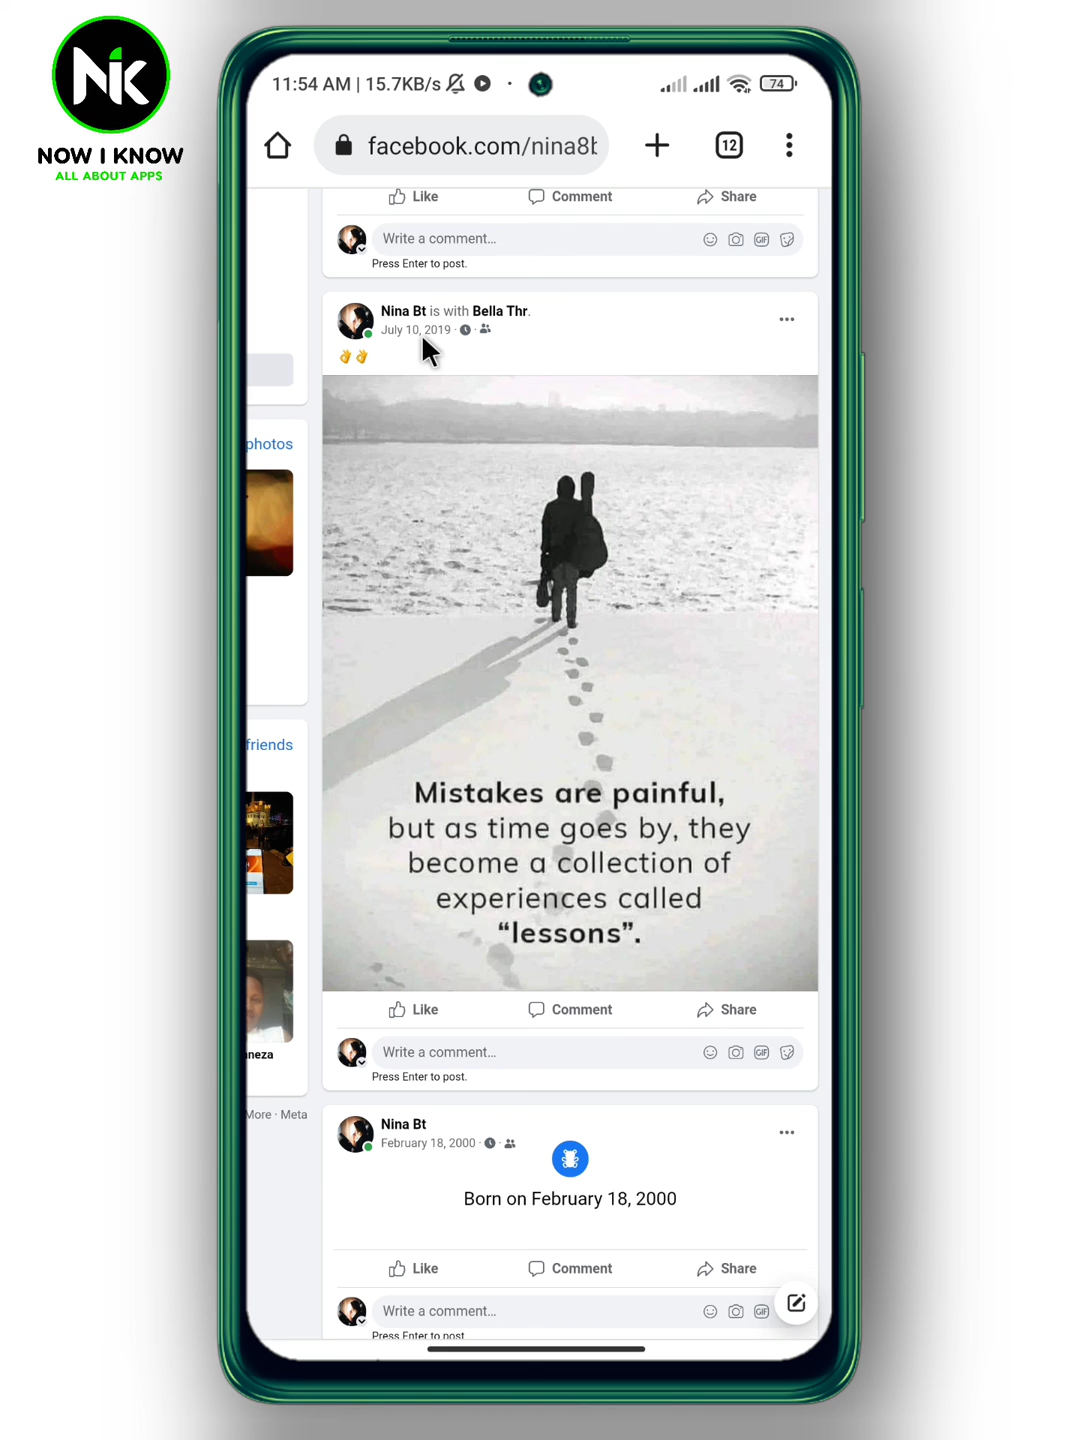 NiK
NOW I KNOW
ALL ABOUT APPS
11:54 AM | 15.7KB/s
74
facebook.com/nina8b
12
Like Comment Share
Write a comment...
GIF
Press Enter to post.
Nina Bt is with Bella Thr.
July 10, 2019 ·
👌👌
photos
friends
neza
More · Meta
Mistakes are painful,
but as time goes by, they
become a collection of
experiences called
“lessons”.
Like Comment Share
Write a comment...
GIF
Press Enter to post.
Nina Bt
February 18, 2000 ·
Born on February 18, 2000
Like Comment Share
Write a comment...
GIF
Press Enter to post